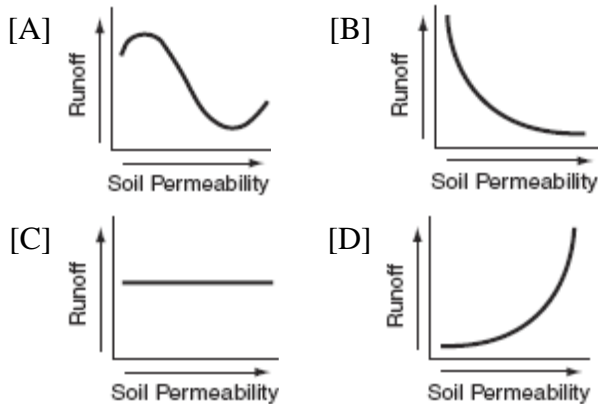 [A]
Runoff
Soil Permeability
[B]
Runoff
Soil Permeability
[C]
Runoff
Soil Permeability
[D]
Runoff
Soil Permeability